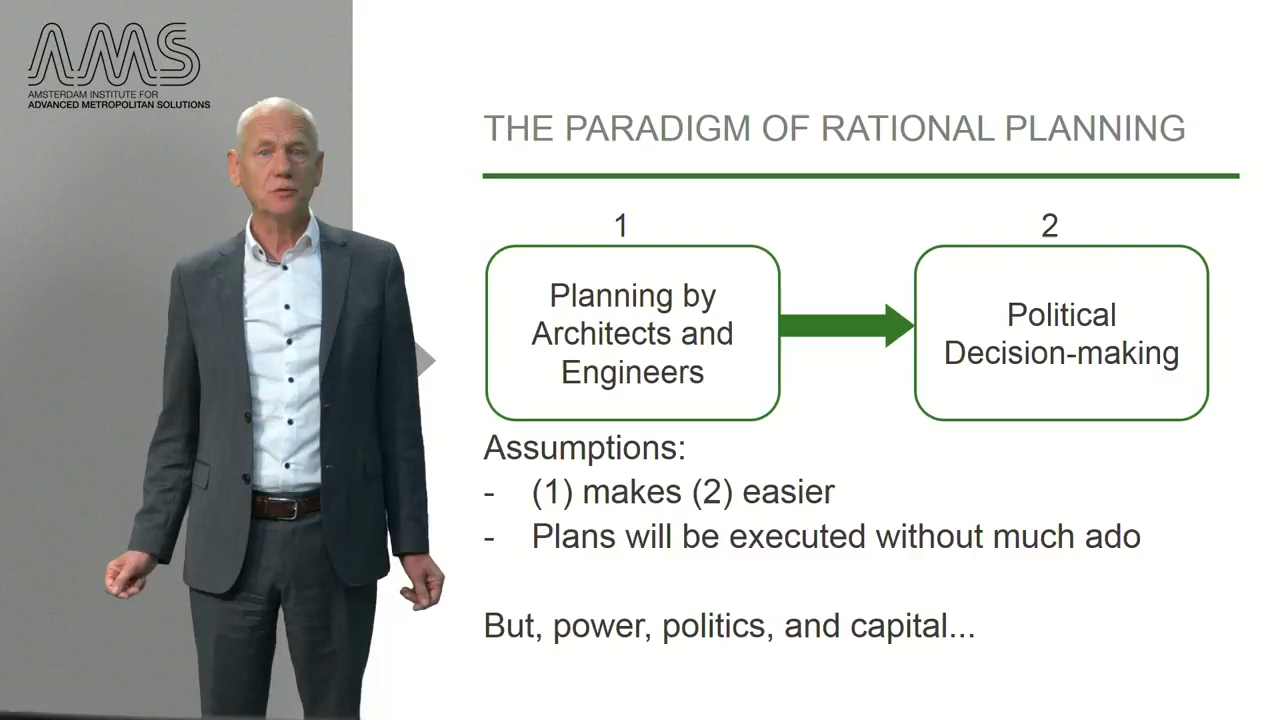 AMS
AMSTERDAM INSTITUTE FOR
ADVANCED METROPOLITAN SOLUTIONS
THE PARADIGM OF RATIONAL PLANNING
1
Planning by
Architects and
Engineers
2
Political
Decision-making
Assumptions:
- (1) makes (2) easier
- Plans will be executed without much ado
But, power, politics, and capital...